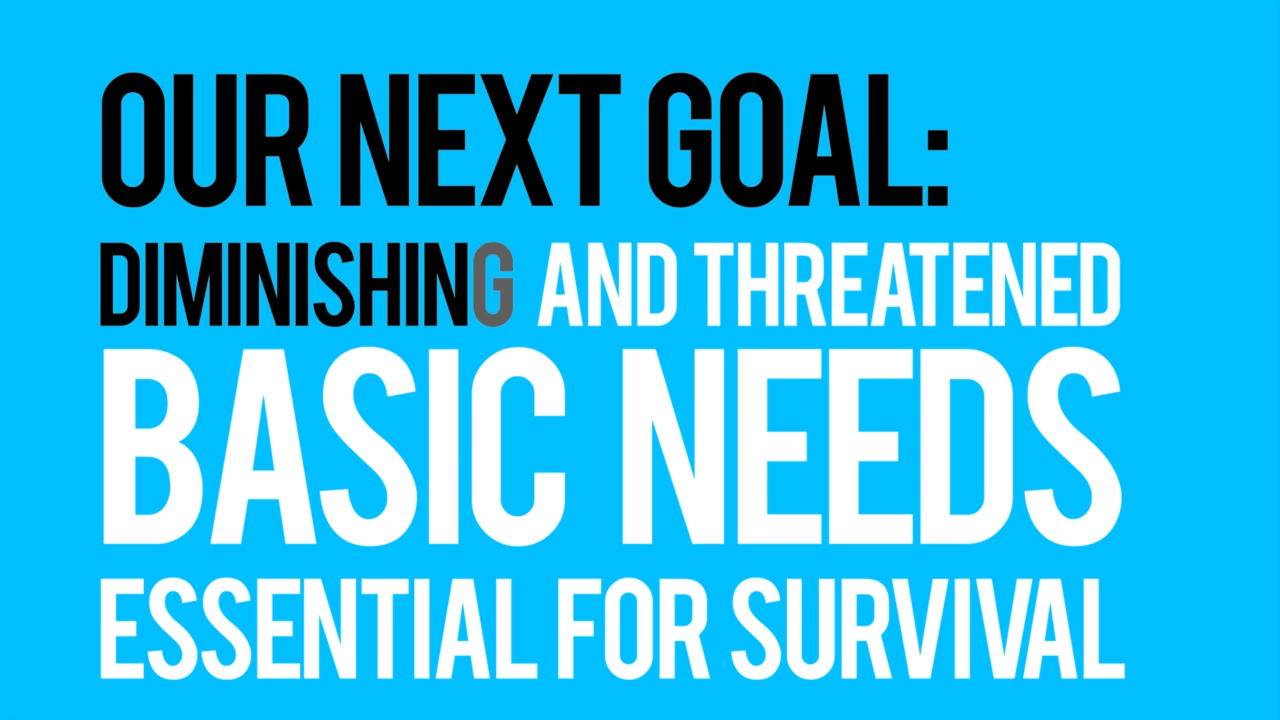 OUR NEXT GOAL:
DIMINISHING AND THREATENED
BASIC NEEDS
ESSENTIAL FOR SURVIVAL